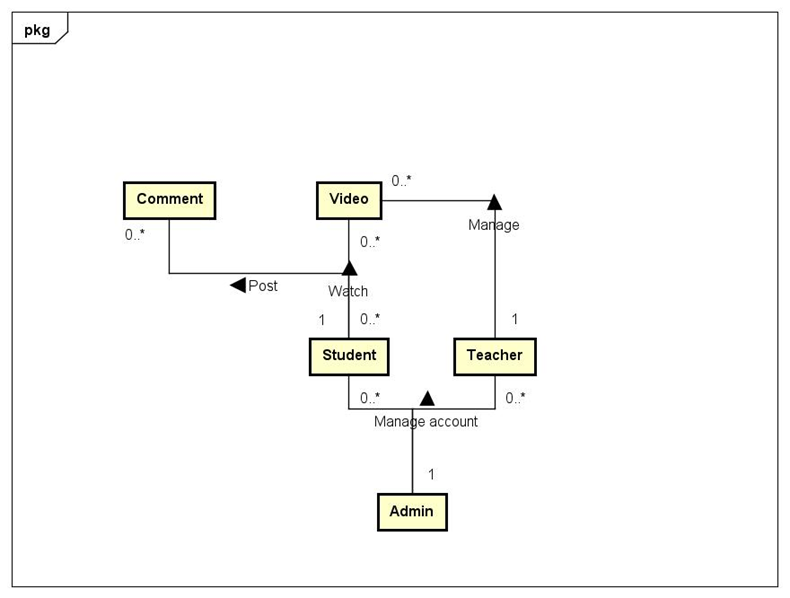 pkg
0..*
Comment
Video
Manage
0..*
0..*
Post
Watch
1
0..*
1
Student
Teacher
0..*
0..*
Manage account
1
Admin